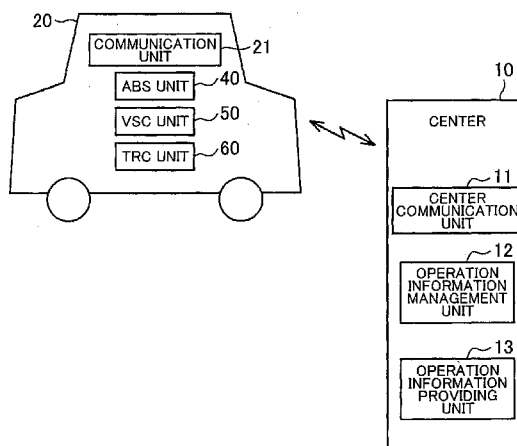 20
COMMUNICATION
UNIT
21
ABS UNIT
40
VSC UNIT
50
TRC UNIT
60
10
CENTER
11
CENTER
COMMUNICATION
UNIT
12
OPERATION
INFORMATION
MANAGEMENT
UNIT
13
OPERATION
INFORMATION
PROVIDING
UNIT